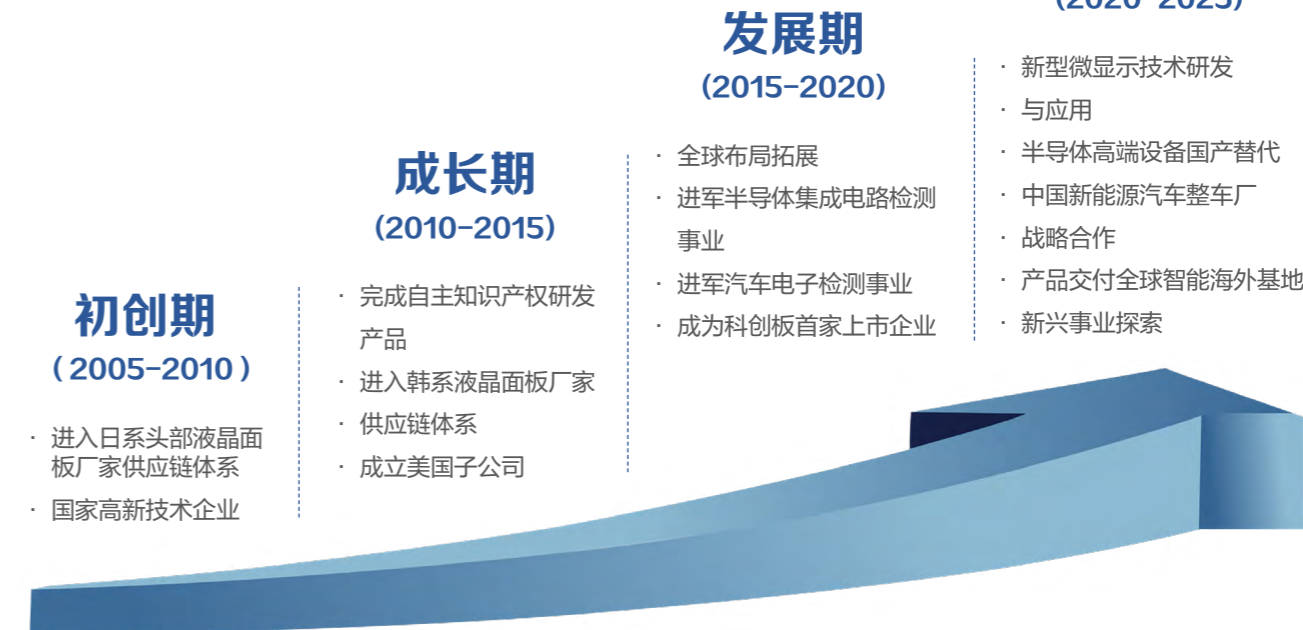 初创期
（2005-2010）
· 进入日系头部液晶面
板厂家供应链体系
· 国家高新技术企业
成长期
(2010-2015)
· 完成自主知识产权研发
产品
· 进入韩系液晶面板厂家
· 供应链体系
· 成立美国子公司
发展期
(2015-2020)
· 全球布局拓展
· 进军半导体集成电路检测
事业
· 进军汽车电子检测事业
· 成为科创板首家上市企业
(2020-2025)
· 新型微显示技术研发
· 与应用
· 半导体高端设备国产替代
· 中国新能源汽车整车厂
· 战略合作
· 产品交付全球智能海外基地
· 新兴事业探索